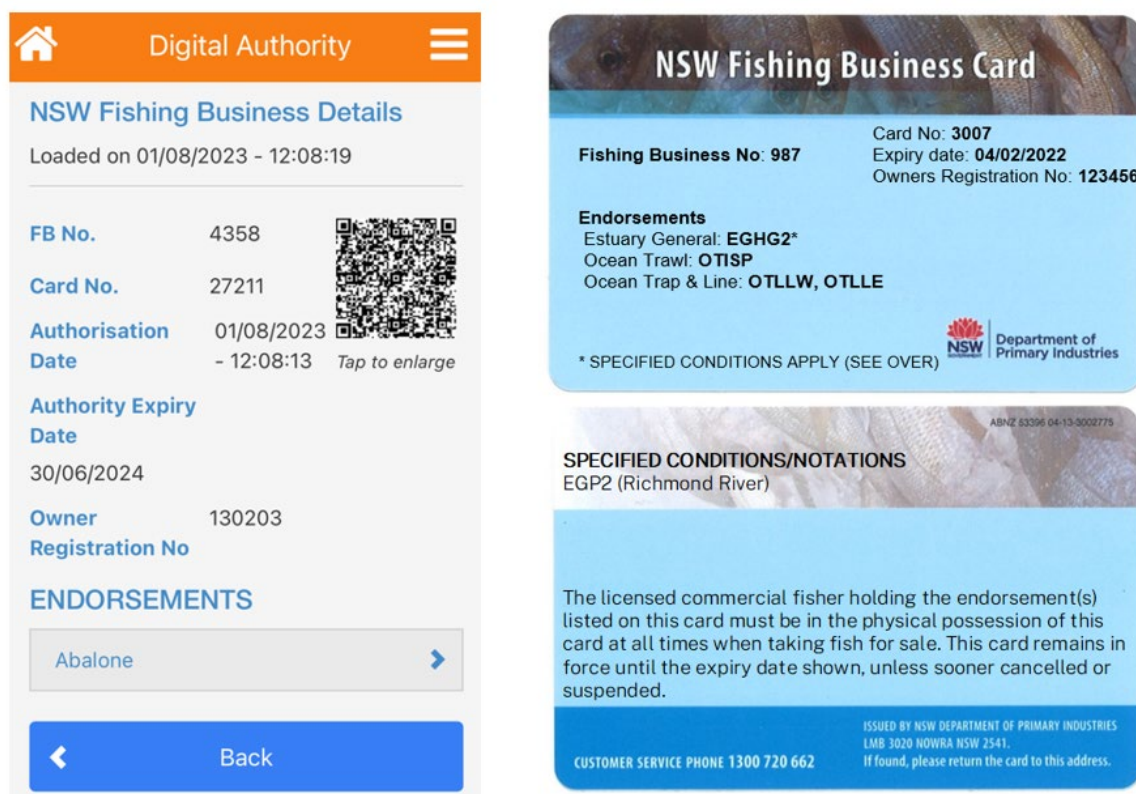 Digital Authority
NSW Fishing Business Details
Loaded on 01/08/2023 - 12:08:19
FB No. 4358
Card No. 27211
Authorisation 01/08/2023
Date - 12:08:13 Tap to enlarge
Authority Expiry
Date
30/06/2024
Owner 130203
Registration No
ENDORSEMENTS
Abalone
Back
NSW Fishing Business Card
Card No: 3007
Fishing Business No: 987 Expiry date: 04/02/2022
Owners Registration No: 123456
Endorsements
Estuary General: EGHG2*
Ocean Trawl: OTISP
Ocean Trap & Line: OTLLW, OTLLE
NSW
GOVERNMENT
Department of
Primary Industries
* SPECIFIED CONDITIONS APPLY (SEE OVER)
ABNZ 53396 04-13-3002775
SPECIFIED CONDITIONS/NOTATIONS
EGP2 (Richmond River)
The licensed commercial fisher holding the endorsement(s)
listed on this card must be in the physical possession of this
card at all times when taking fish for sale. This card remains in
force until the expiry date shown, unless sooner cancelled or
suspended.
CUSTOMER SERVICE PHONE 1300 720 662
ISSUED BY NSW DEPARTMENT OF PRIMARY INDUSTRIES
LMB 3020 NOWRA NSW 2541.
If found, please return the card to this address.